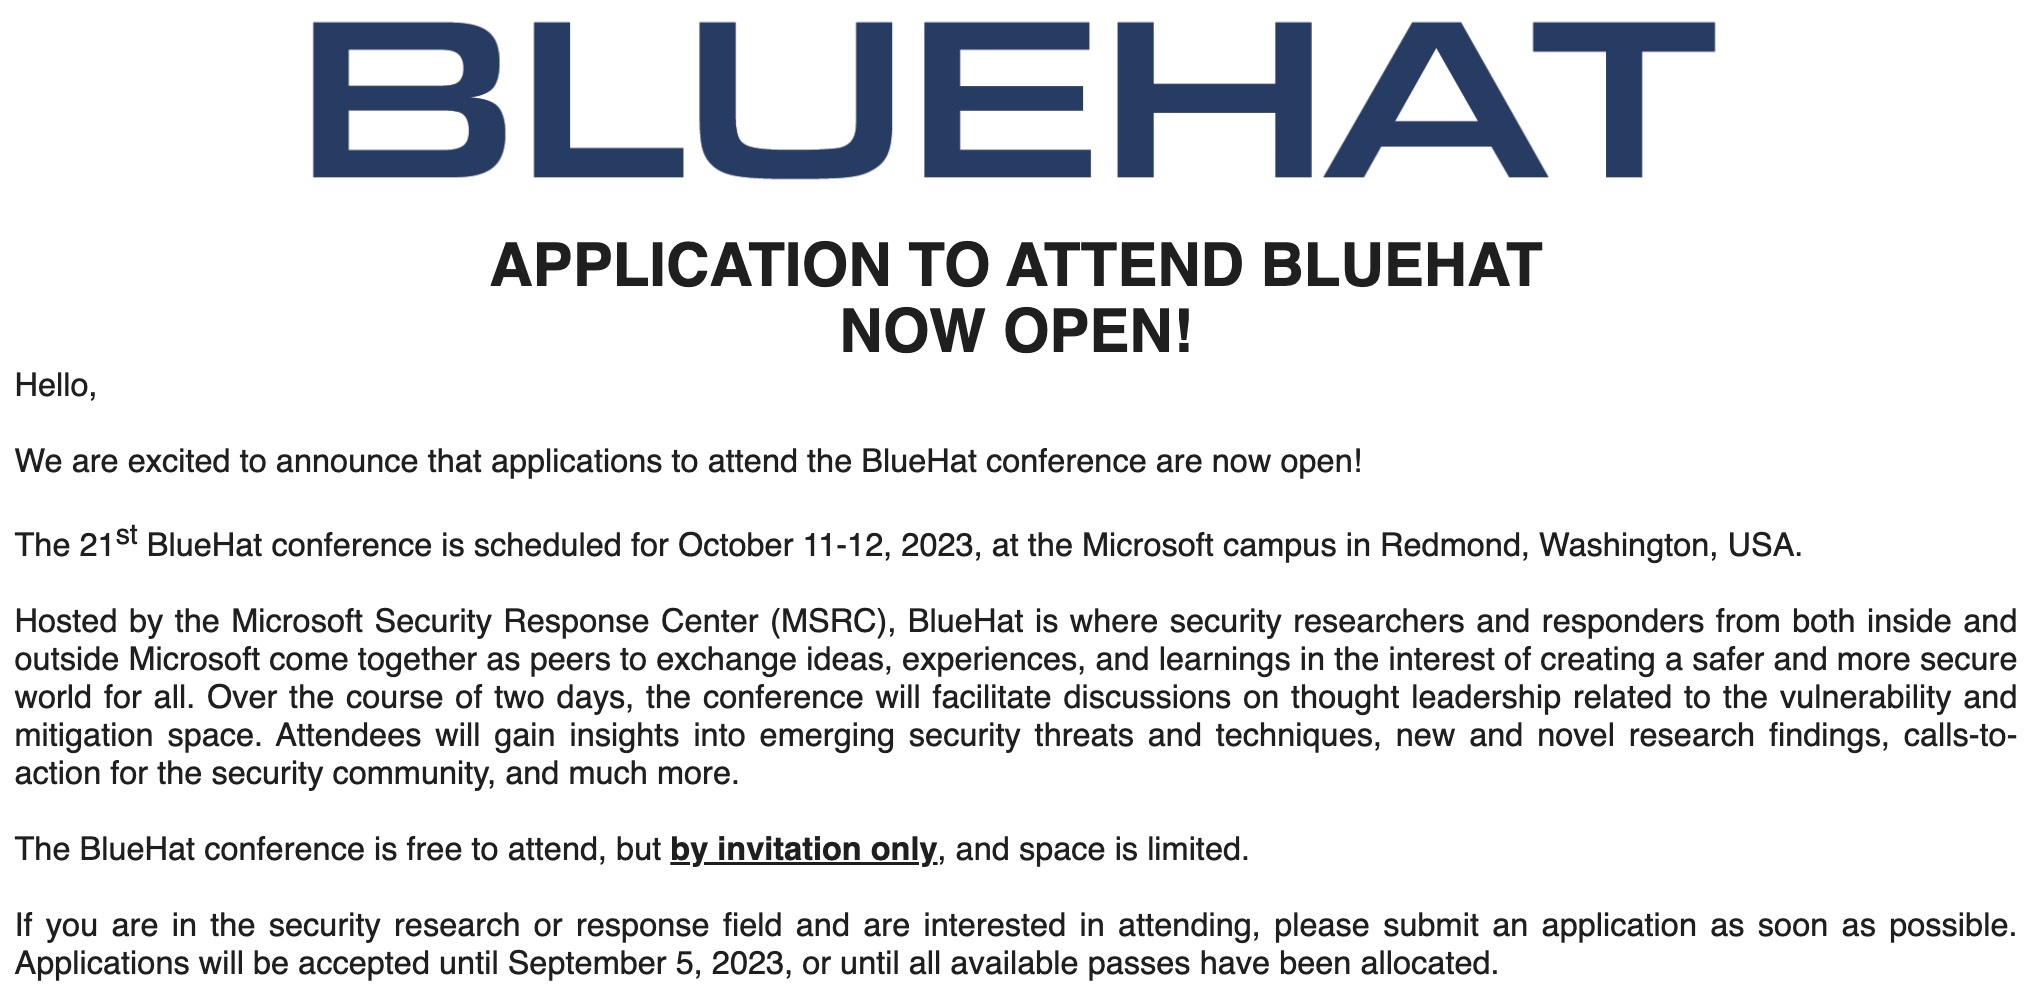 BLUEHAT
APPLICATION TO ATTEND BLUEHAT
NOW OPEN!
Hello,
We are excited to announce that applications to attend the BlueHat conference are now open!
The 21st BlueHat conference is scheduled for October 11-12, 2023, at the Microsoft campus in Redmond, Washington, USA.
Hosted by the Microsoft Security Response Center (MSRC), BlueHat is where security researchers and responders from both inside and
outside Microsoft come together as peers to exchange ideas, experiences, and learnings in the interest of creating a safer and more secure
world for all. Over the course of two days, the conference will facilitate discussions on thought leadership related to the vulnerability and
mitigation space. Attendees will gain insights into emerging security threats and techniques, new and novel research findings, calls-to-
action for the security community, and much more.
The BlueHat conference is free to attend, but by invitation only, and space is limited.
If you are in the security research or response field and are interested in attending, please submit an application as soon as possible.
Applications will be accepted until September 5, 2023, or until all available passes have been allocated.